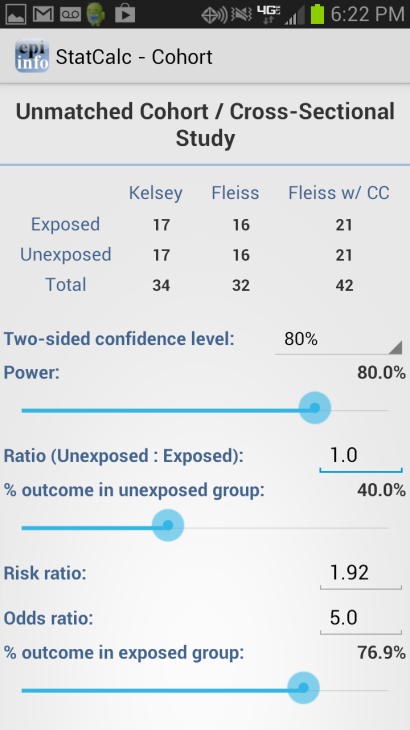 4G 6:22 PM
epi
info
StatCalc - Cohort
Unmatched Cohort / Cross-Sectional
Study
Kelsey Fleiss Fleiss w/ CC
Exposed 17 16 21
Unexposed 17 16 21
Total 34 32 42
Two-sided confidence level: 80%
Power: 80.0%
Ratio (Unexposed : Exposed): 1.0
% outcome in unexposed group: 40.0%
Risk ratio: 1.92
Odds ratio: 5.0
% outcome in exposed group: 76.9%